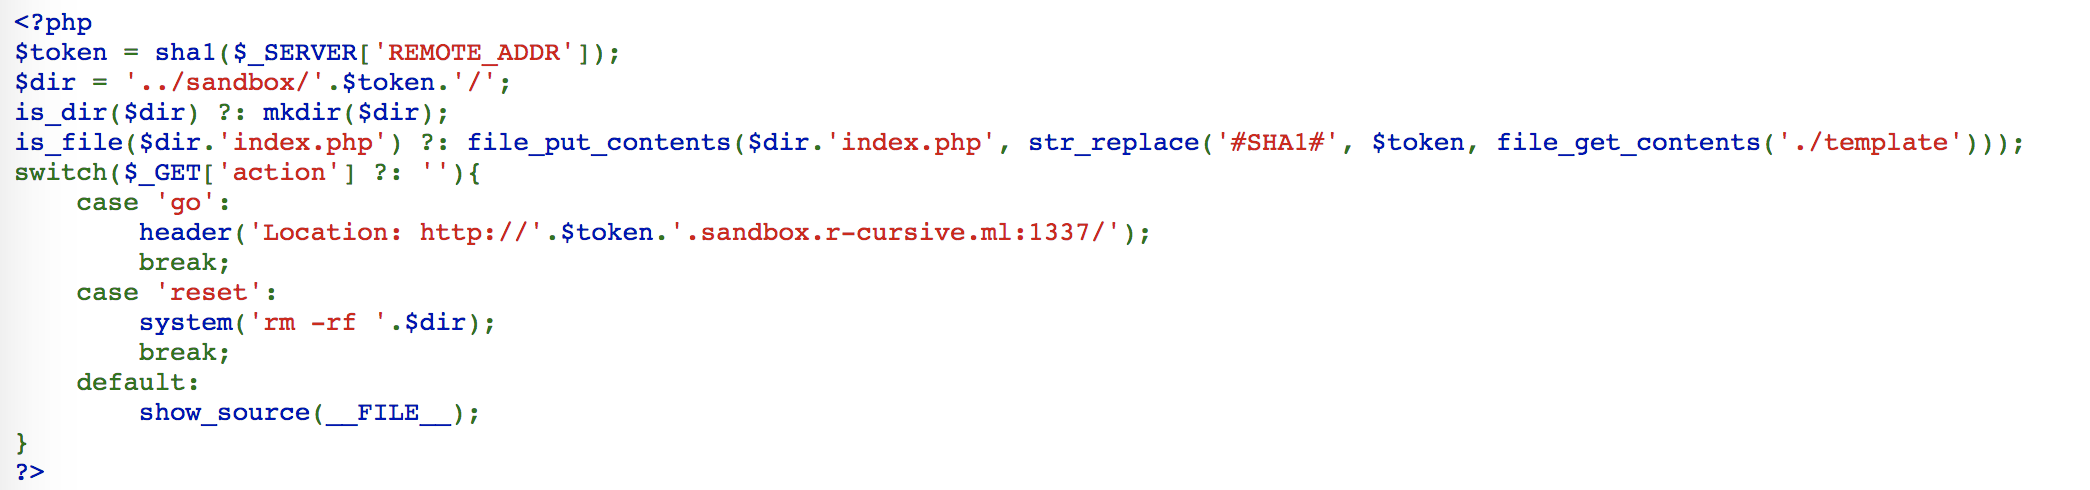 <?php
$token = sha1($_SERVER['REMOTE_ADDR']);
$dir = '../sandbox/'.$token.'/';
is_dir($dir) ?: mkdir($dir);
is_file($dir.'index.php') ?: file_put_contents($dir.'index.php', str_replace('#SHA1#', $token, file_get_contents('./template')));
switch($_GET['action'] ?: ''){
    case 'go':
        header('Location: http://'.$token.'.sandbox.r-cursive.ml:1337/');
        break;
    case 'reset':
        system('rm -rf '.$dir);
        break;
    default:
        show_source(__FILE__);
}
?>